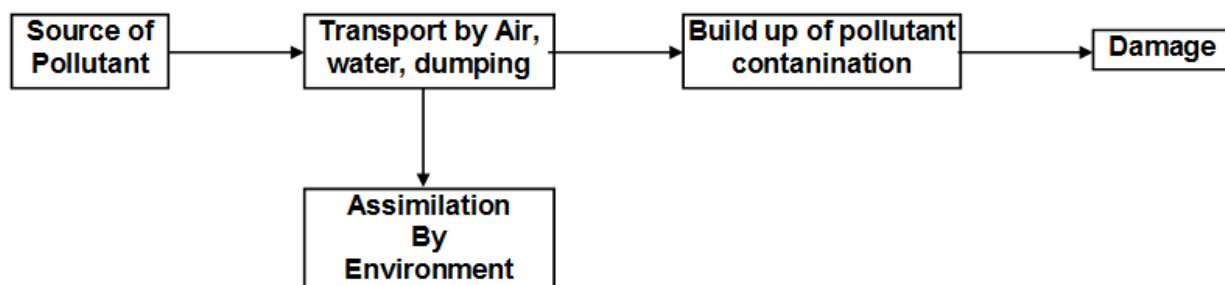 Source of
Pollutant
Transport by Air,
water, dumping
Build up of pollutant
contanination
Damage
Assimilation
By
Environment